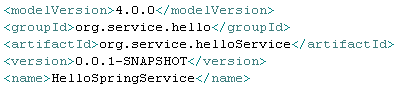 <modelVersion>4.0.0</modelVersion>
<groupId>org.service.hello</groupId>
<artifactId>org.service.helloService</artifactId>
<version>0.0.1-SNAPSHOT</version>
<name>HelloSpringService</name>